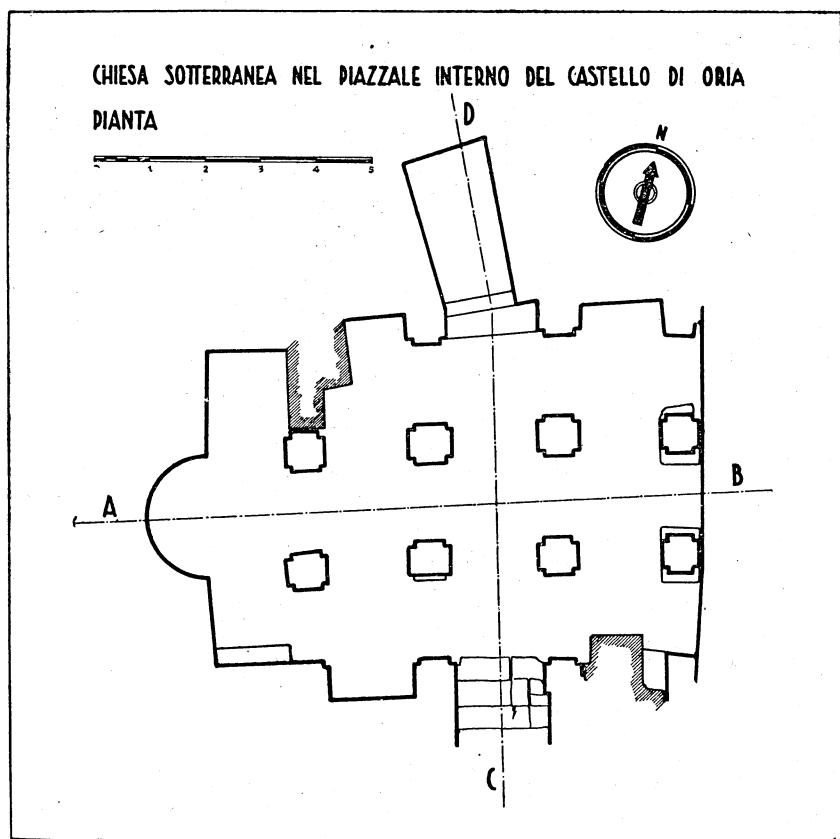 CHIESA SOTTERRANEA NEL PIAZZALE INTERNO DEL CASTELLO DI ORIA
PIANTA
1 2 3 4 5
N
D
A
B
C